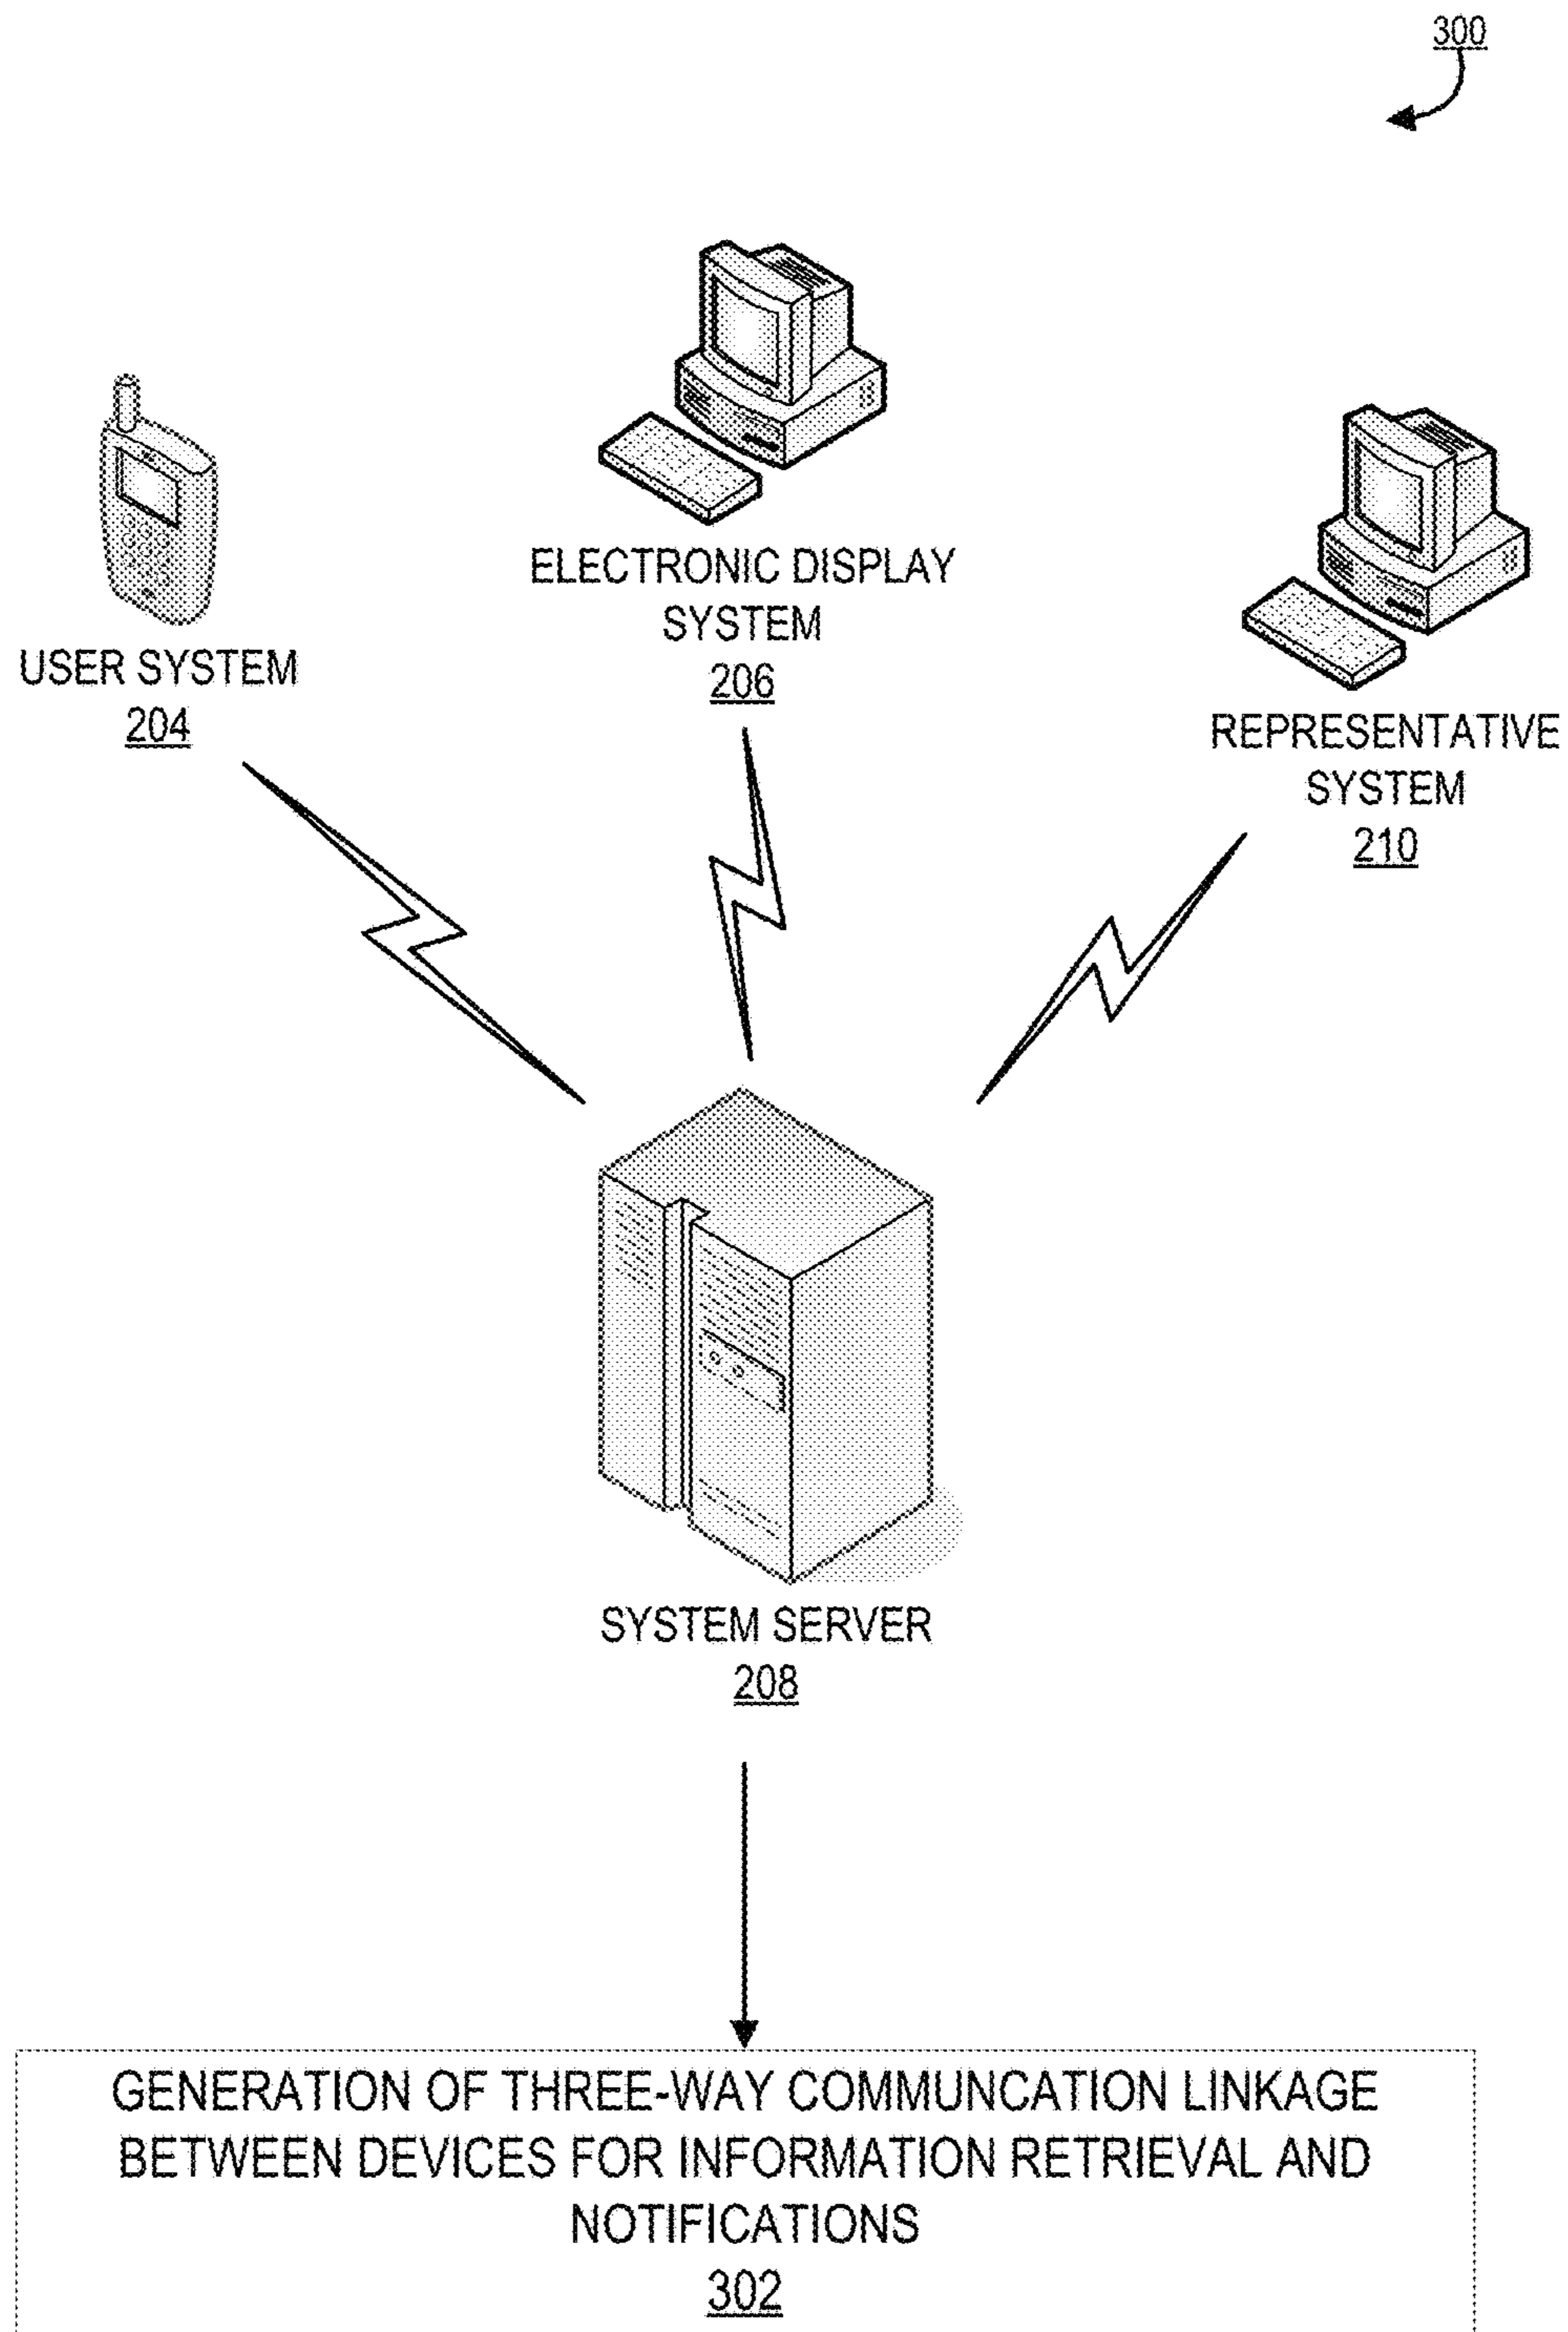 300
ELECTRONIC DISPLAY
SYSTEM
206
USER SYSTEM
204
REPRESENTATIVE
SYSTEM
210
SYSTEM SERVER
208
GENERATION OF THREE-WAY COMMUNCATION LINKAGE
BETWEEN DEVICES FOR INFORMATION RETRIEVAL AND
NOTIFICATIONS
302